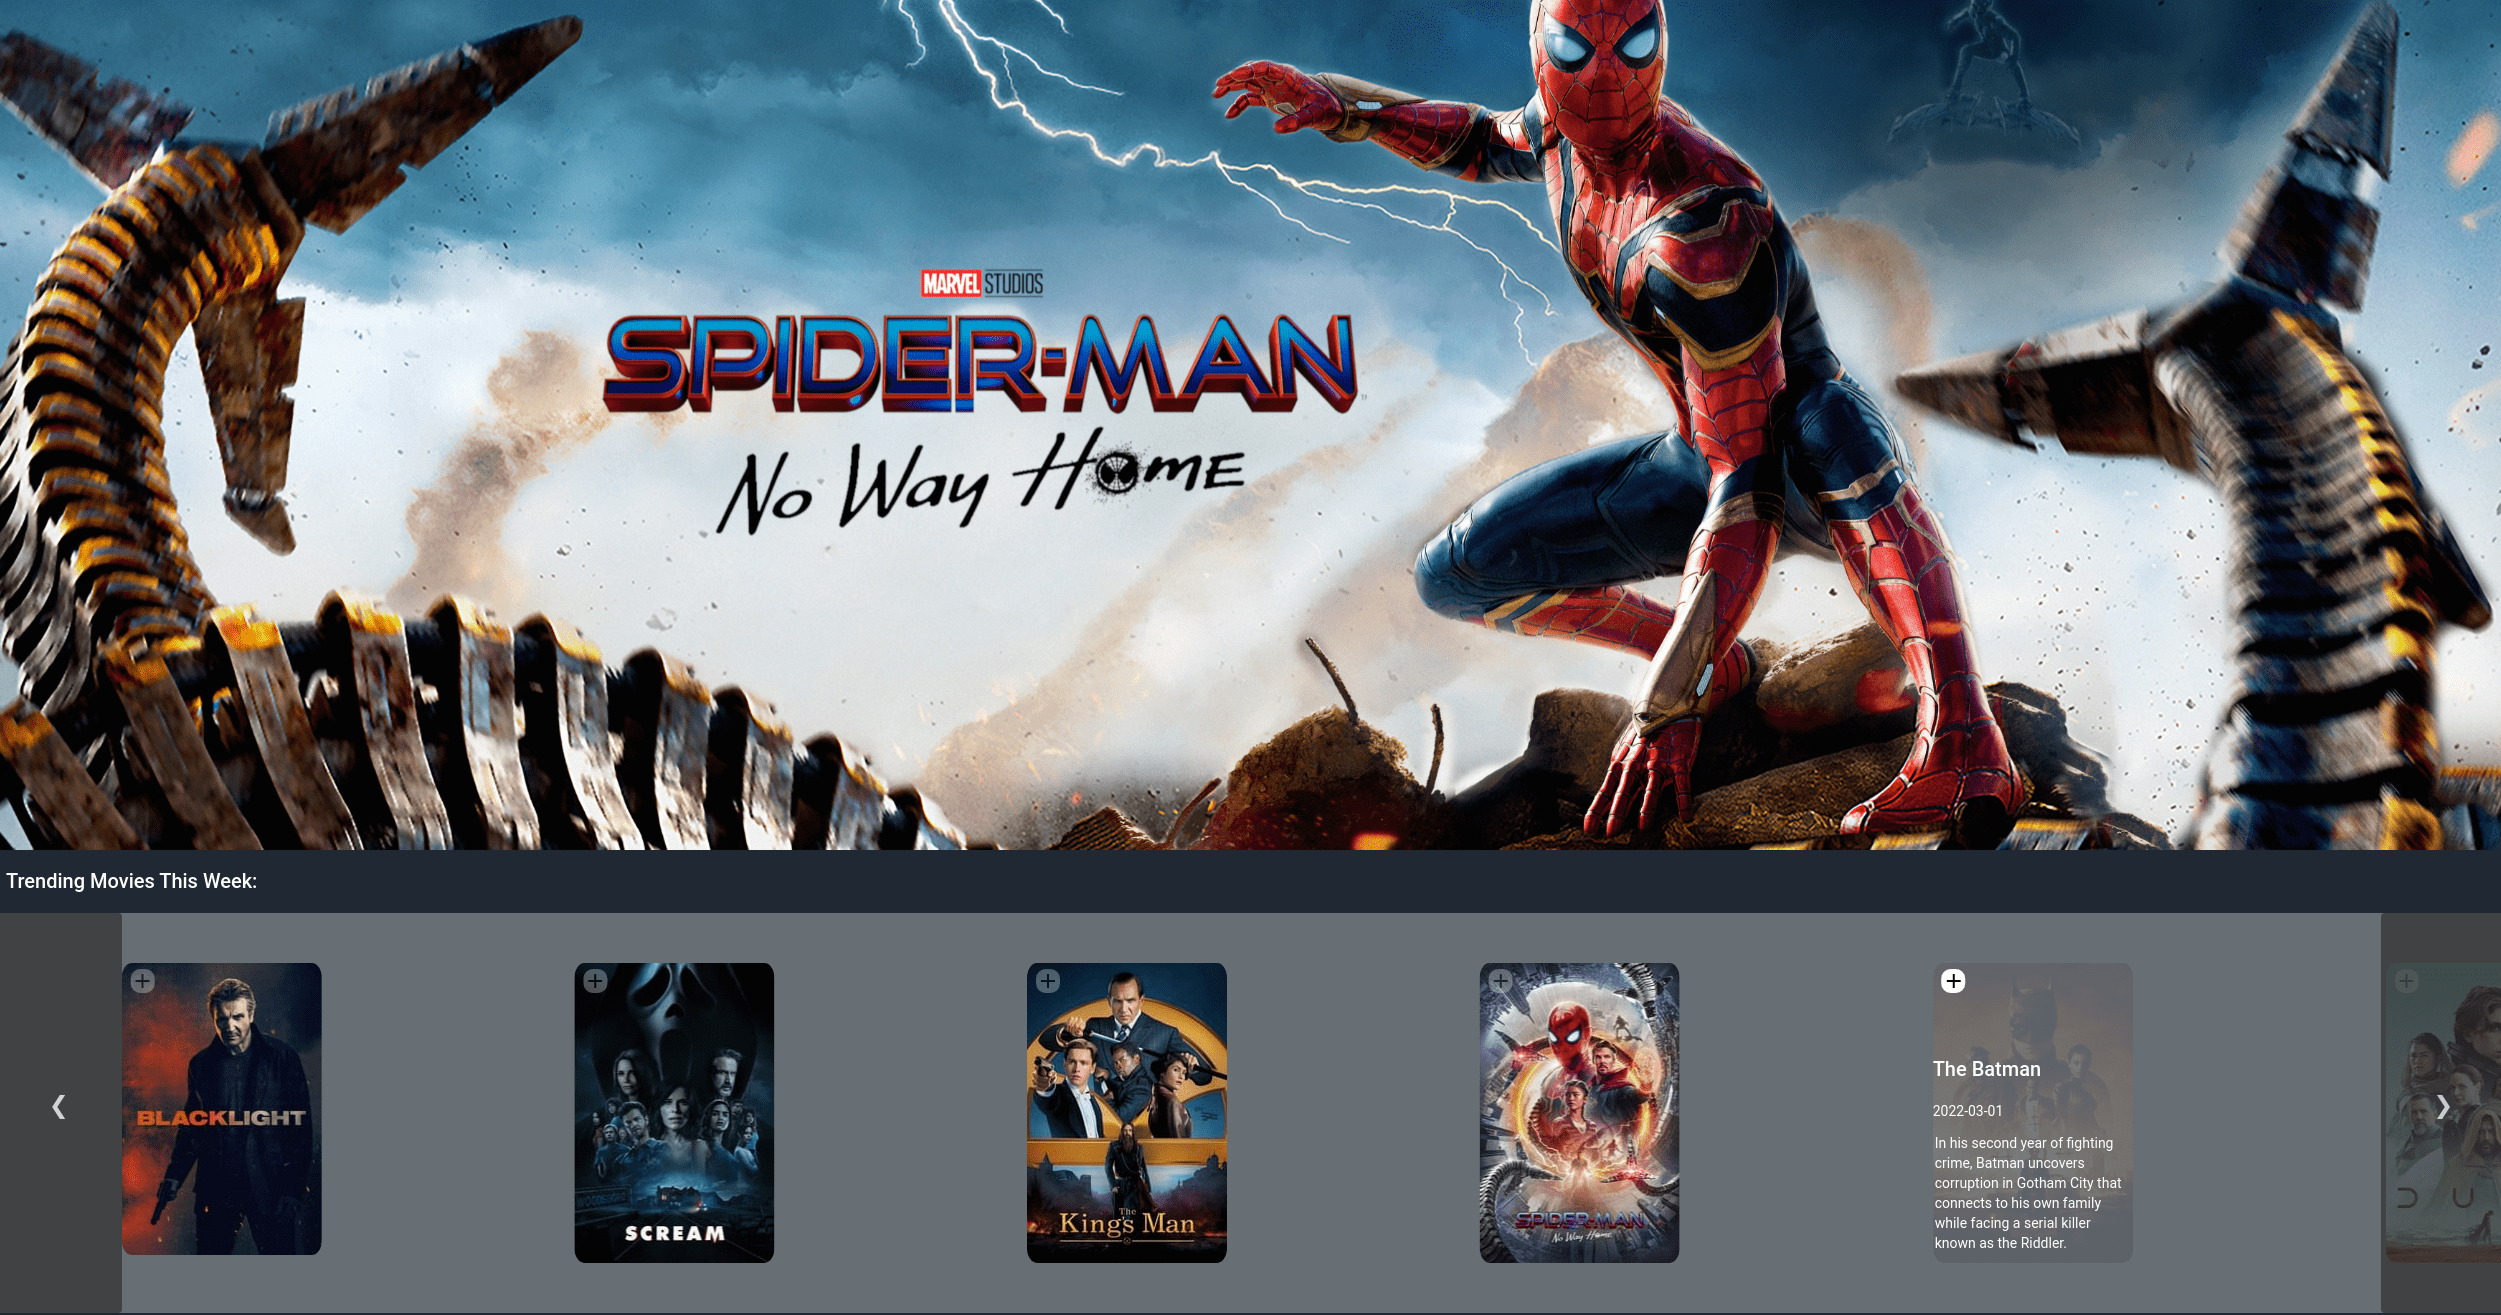 MARVEL STUDIOS
SPIDER-MAN
No Way Home
Trending Movies This Week:
❮
BLACKLIGHT
SCREAM
The
King's Man
SPIDER-MAN
No Way Home
The Batman
2022-03-01
In his second year of fighting
crime, Batman uncovers
corruption in Gotham City that
connects to his own family
while facing a serial killer
known as the Riddler.
❯